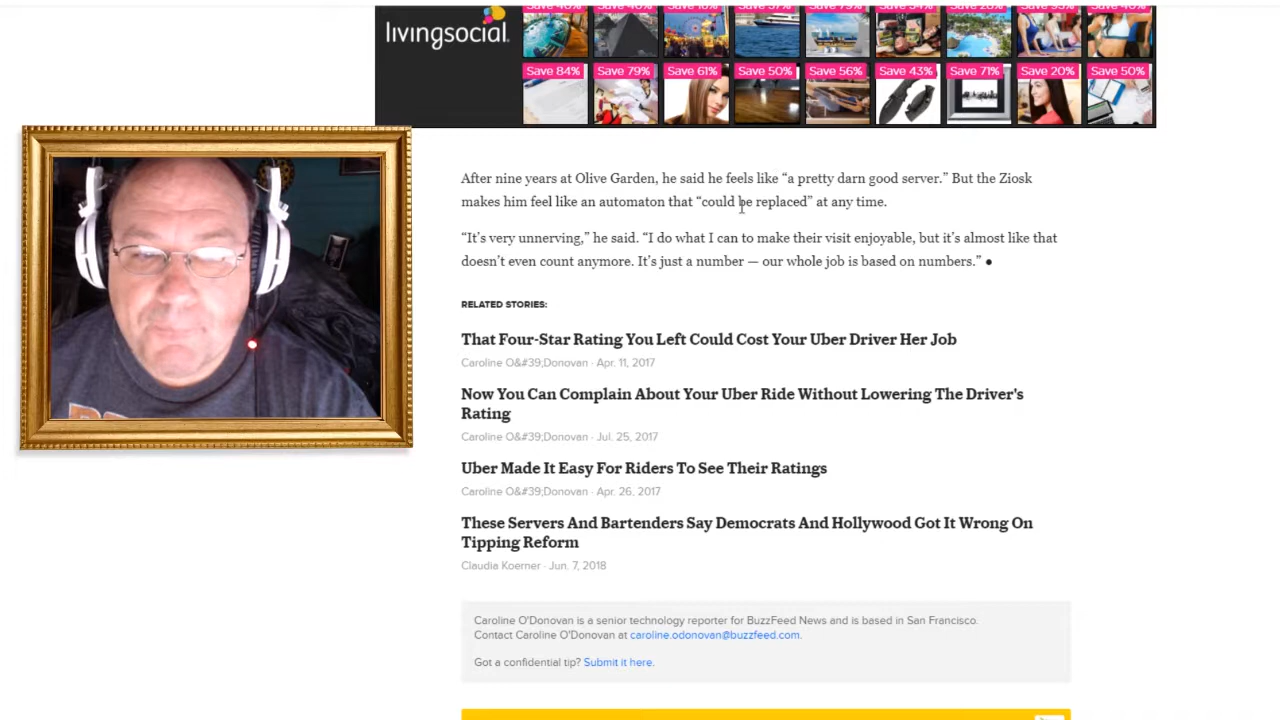 Save 40%
livingsocial.
Save 84%
Save 79%
Save 61%
Save 50%
Save 56%
Save 43%
Save 71%
Save 20%
Save 50%
After nine years at Olive Garden, he said he feels like “a pretty darn good server.” But the Ziosk
makes him feel like an automaton that “could be replaced” at any time.
“It’s very unnerving,” he said. “I do what I can to make their visit enjoyable, but it’s almost like that
doesn’t even count anymore. It’s just a number — our whole job is based on numbers.” ●
RELATED STORIES:
That Four-Star Rating You Left Could Cost Your Uber Driver Her Job
Caroline O&#39;Donovan · Apr. 11, 2017
Now You Can Complain About Your Uber Ride Without Lowering The Driver's
Rating
Caroline O&#39;Donovan · Jul. 25, 2017
Uber Made It Easy For Riders To See Their Ratings
Caroline O&#39;Donovan · Apr. 26, 2017
These Servers And Bartenders Say Democrats And Hollywood Got It Wrong On
Tipping Reform
Claudia Koerner · Jun. 7, 2018
Caroline O'Donovan is a senior technology reporter for BuzzFeed News and is based in San Francisco.
Contact Caroline O'Donovan at caroline.odonovan@buzzfeed.com.
Got a confidential tip? Submit it here.